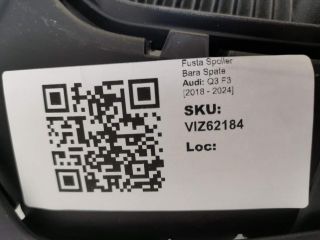 Fusta Spoiler
Bara Spate
Audi: Q3 F3
[2018 - 2024]
SKU:
VIZ62184
Loc: